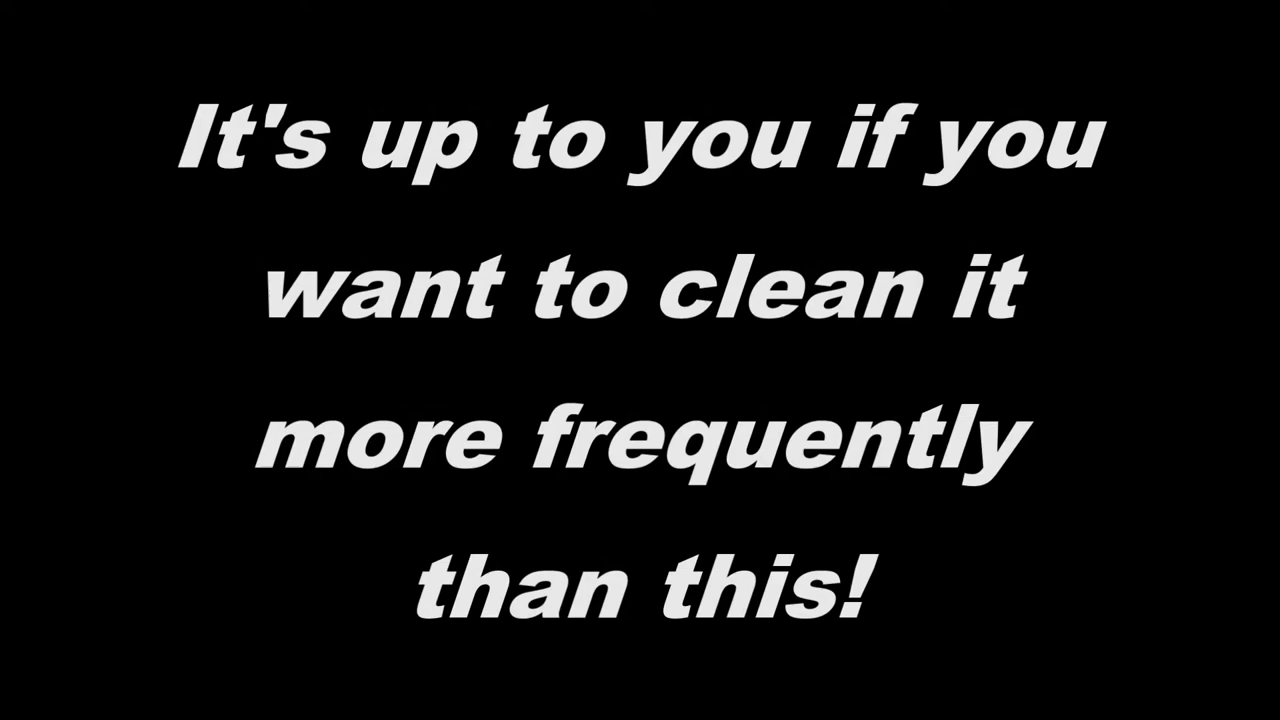 It's up to you if you
want to clean it
more frequently
than this!